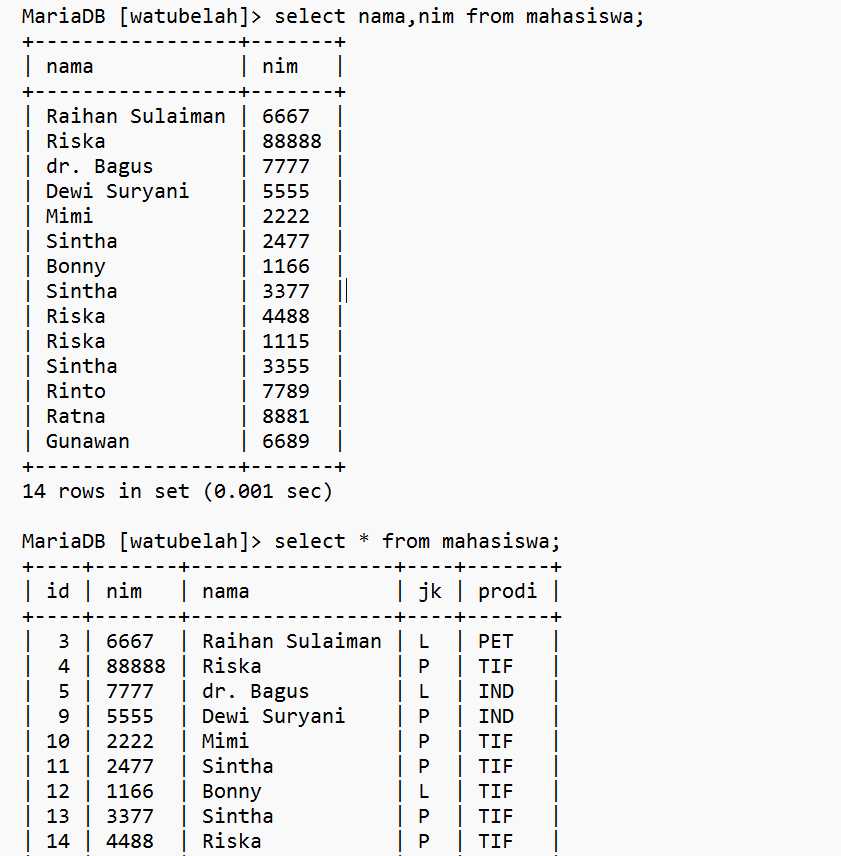 MariaDB [watubelah]> select nama,nim from mahasiswa;
+-----------------+-------+
| nama            | nim   |
+-----------------+-------+
| Raihan Sulaiman | 6667  |
| Riska           | 88888 |
| dr. Bagus       | 7777  |
| Dewi Suryani    | 5555  |
| Mimi            | 2222  |
| Sintha          | 2477  |
| Bonny           | 1166  |
| Sintha          | 3377  |
| Riska           | 4488  |
| Riska           | 1115  |
| Sintha          | 3355  |
| Rinto           | 7789  |
| Ratna           | 8881  |
| Gunawan         | 6689  |
+-----------------+-------+
14 rows in set (0.001 sec)

MariaDB [watubelah]> select * from mahasiswa;
+----+-------+-----------------+----+-------+
| id | nim   | nama            | jk | prodi |
+----+-------+-----------------+----+-------+
|  3 | 6667  | Raihan Sulaiman | L  | PET   |
|  4 | 88888 | Riska           | P  | TIF   |
|  5 | 7777  | dr. Bagus       | L  | IND   |
|  9 | 5555  | Dewi Suryani    | P  | IND   |
| 10 | 2222  | Mimi            | P  | TIF   |
| 11 | 2477  | Sintha          | P  | TIF   |
| 12 | 1166  | Bonny           | L  | TIF   |
| 13 | 3377  | Sintha          | P  | TIF   |
| 14 | 4488  | Riska           | P  | TIF   |